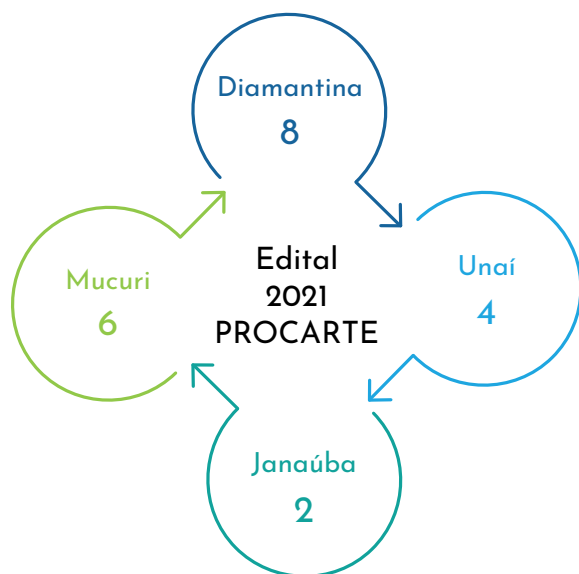 Diamantina
8
Edital
2021
PROCARTE
Unaí
4
Janaúba
2
Mucuri
6